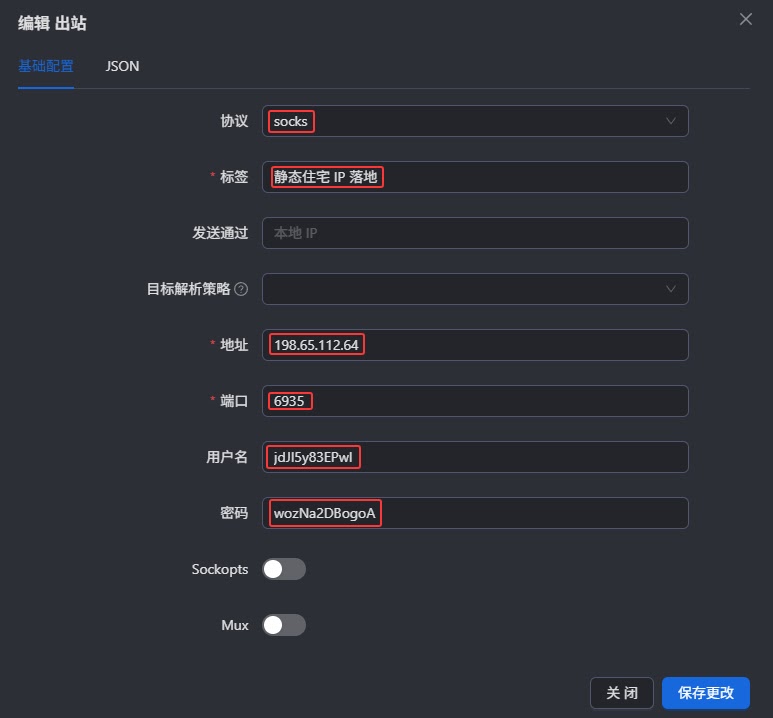 编辑 出站
基础配置 JSON
协议 socks
* 标签 静态住宅 IP 落地
发送通过 本地 IP
目标解析策略
* 地址 198.65.112.64
* 端口 6935
用户名 jdJl5y83EPwl
密码 wozNa2DBogoA
Sockopts
Mux
关 闭 保存更改